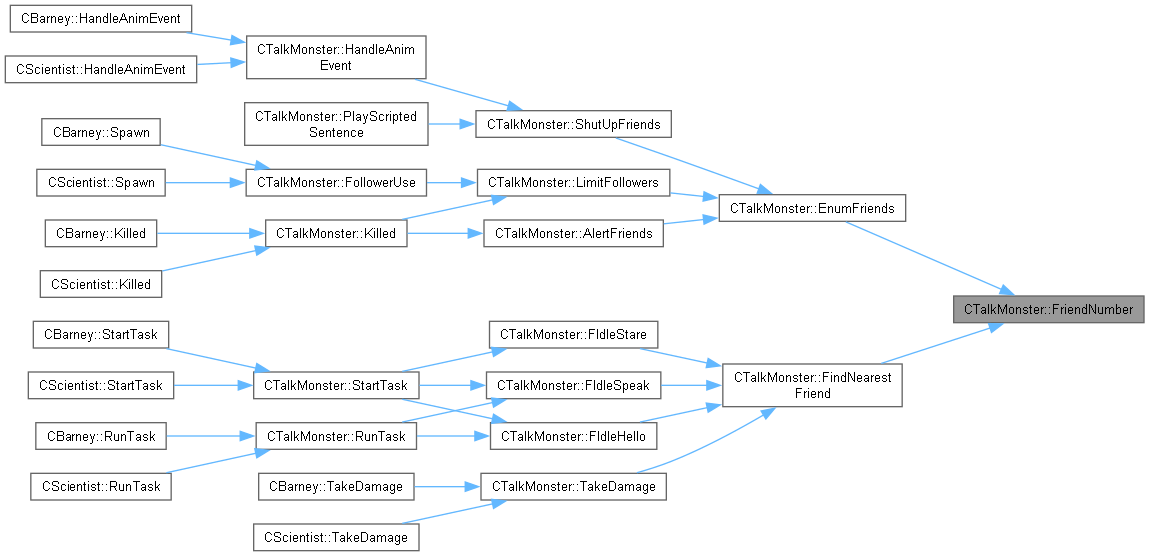 CBarney::HandleAnimEvent
CScientist::HandleAnimEvent
CTalkMonster::HandleAnim
Event
CTalkMonster::PlayScripted
Sentence
CTalkMonster::ShutUpFriends
CBarney::Spawn
CScientist::Spawn
CTalkMonster::FollowerUse
CTalkMonster::LimitFollowers
CTalkMonster::EnumFriends
CBarney::Killed
CTalkMonster::Killed
CTalkMonster::AlertFriends
CScientist::Killed
CTalkMonster::FriendNumber
CBarney::StartTask
CTalkMonster::FIdleStare
CScientist::StartTask
CTalkMonster::StartTask
CTalkMonster::FIdleSpeak
CTalkMonster::FindNearest
Friend
CBarney::RunTask
CTalkMonster::RunTask
CTalkMonster::FIdleHello
CScientist::RunTask
CBarney::TakeDamage
CTalkMonster::TakeDamage
CScientist::TakeDamage